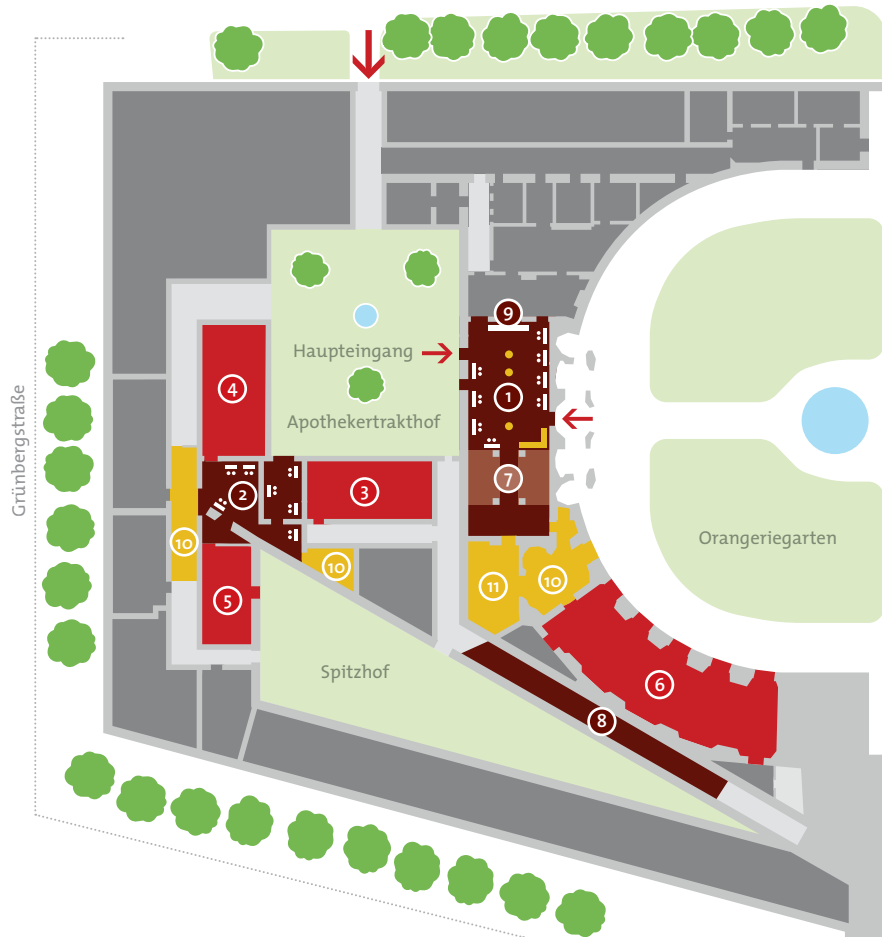 9
Haupteingang
4
1
Apothekertrakthof
7
3
2
Grünbergstraße
10
Orangeriegarten
10
11
10
5
Spitzhof
6
8